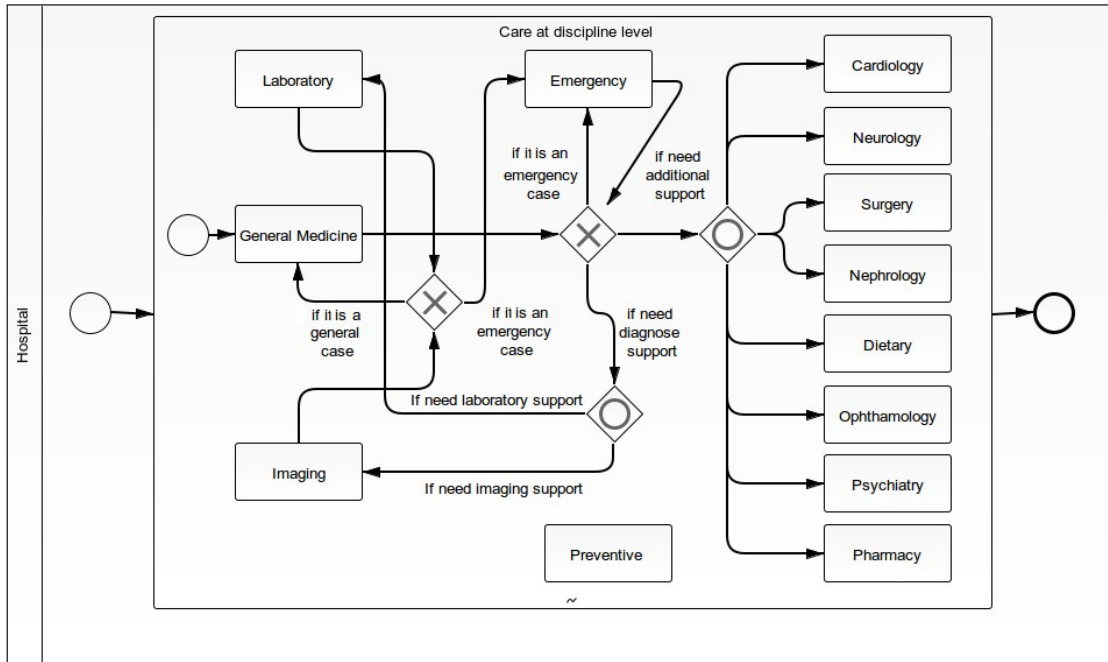 Hospital
Care at discipline level
Laboratory
Emergency
Cardiology
Neurology
if it is an
emergency
case
if need
additional
support
Surgery
General Medicine
Nephrology
if it is a
general
case
if it is an
emergency
case
if need
diagnose
support
Dietary
If need laboratory support
Ophthamology
Imaging
If need imaging support
Psychiatry
Preventive
Pharmacy
~